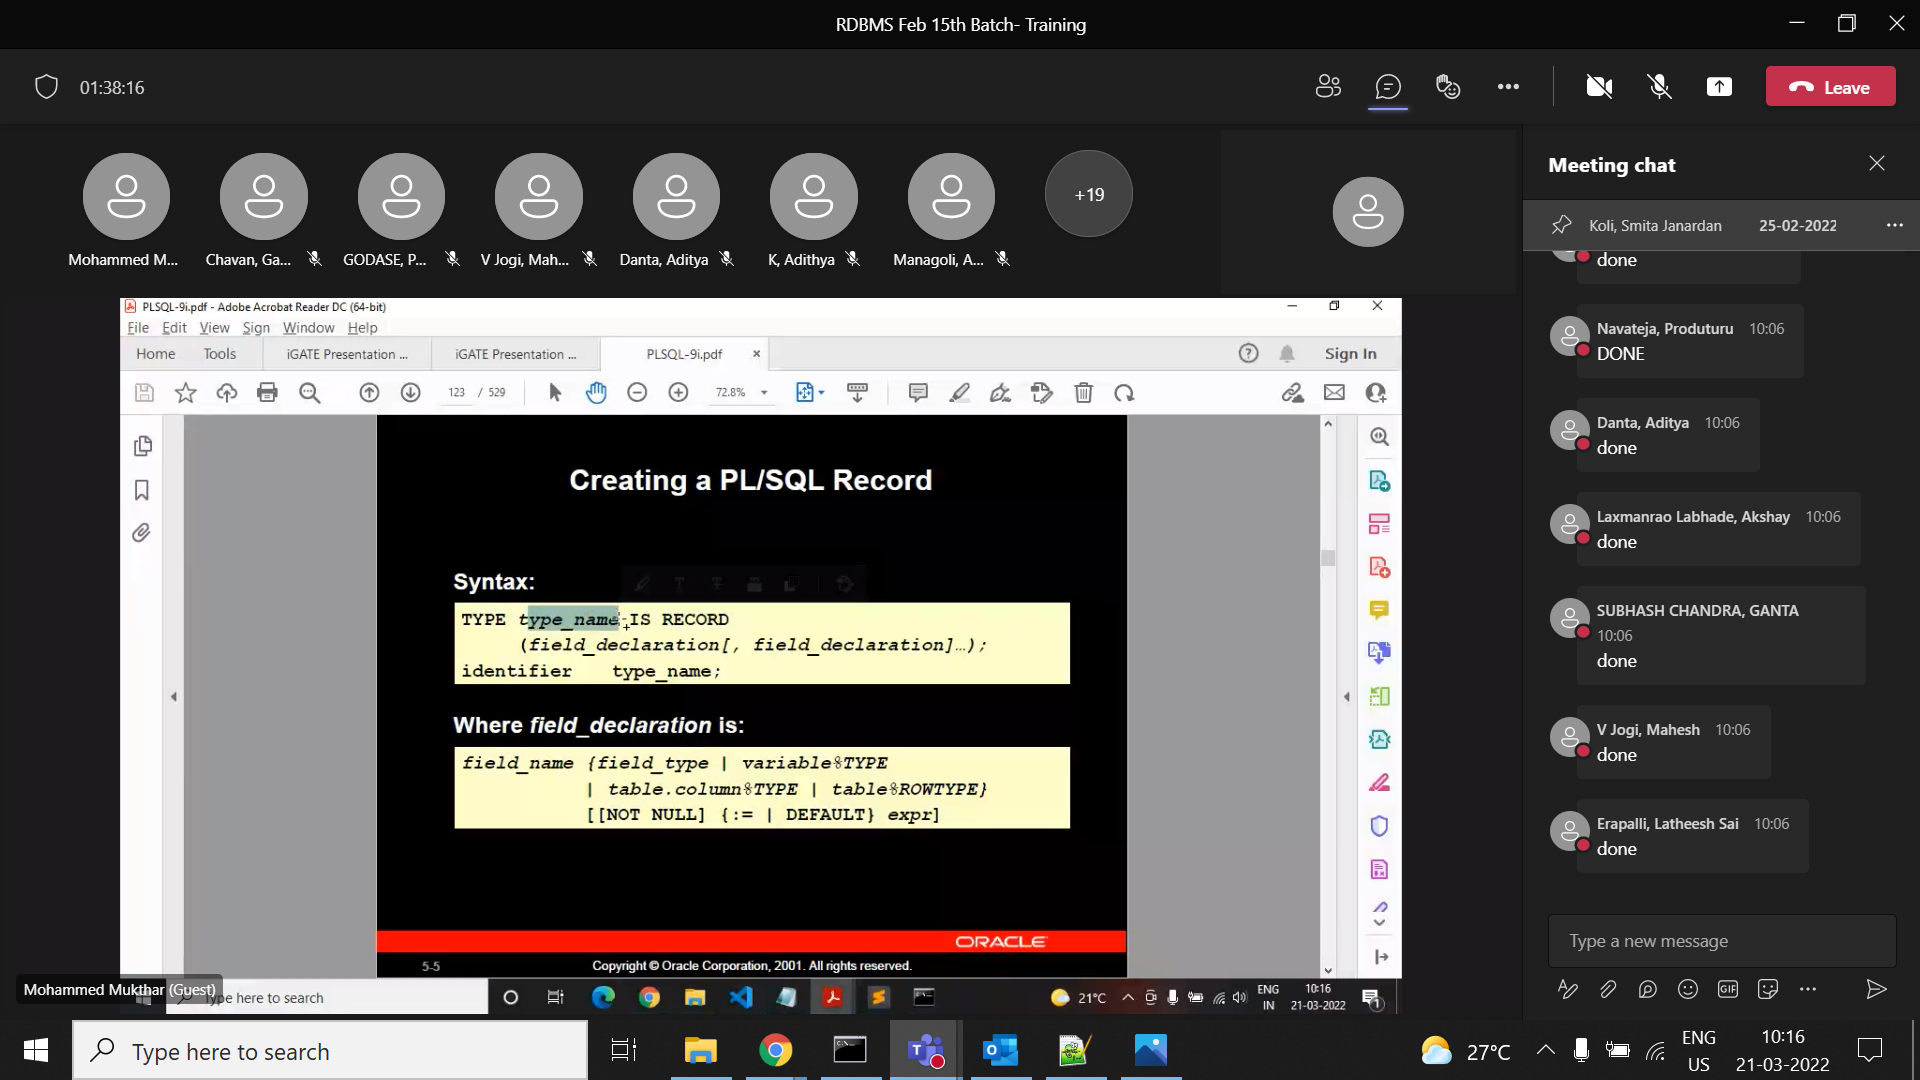 RDBMS Feb 15th Batch- Training
01:38:16
Leave
Mohammed M...
Chavan, Ga...
GODASE, P...
V Jogi, Mah...
Danta, Aditya
K, Adithya
Managoli, A...
+19
PLSQL-9i.pdf - Adobe Acrobat Reader DC (64-bit)
File Edit View Sign Window Help
Home Tools iGATE Presentation ... iGATE Presentation ... PLSQL-9i.pdf Sign In
123 / 529 72.8%
Creating a PL/SQL Record
Syntax:
TYPE type_name IS RECORD
(field_declaration[, field_declaration]…);
identifier type_name;
Where field_declaration is:
field_name {field_type | variable%TYPE
| table.column%TYPE | table%ROWTYPE}
[[NOT NULL] {:= | DEFAULT} expr]
ORACLE
5-5 Copyright © Oracle Corporation, 2001. All rights reserved.
Mohammed Mukthar (Guest)
Type here to search
21°C
ENG
IN
10:16
21-03-2022
1
Meeting chat
Koli, Smita Janardan 25-02-2022
done
Navateja, Produturu 10:06
DONE
Danta, Aditya 10:06
done
Laxmanrao Labhade, Akshay 10:06
done
SUBHASH CHANDRA, GANTA
10:06
done
V Jogi, Mahesh 10:06
done
Erapalli, Latheesh Sai 10:06
done
Type a new message
GIF
Type here to search
27°C
ENG
US
10:16
21-03-2022